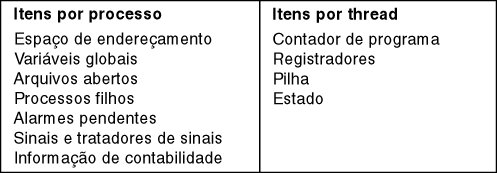 Itens por processo
Espaço de endereçamento
Variáveis globais
Arquivos abertos
Processos filhos
Alarmes pendentes
Sinais e tratadores de sinais
Informação de contabilidade
Itens por thread
Contador de programa
Registradores
Pilha
Estado